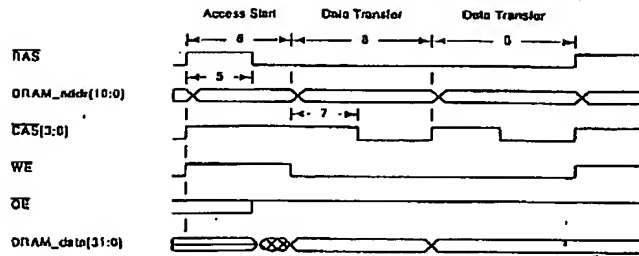 Access Start Data Transfer Data Transfer
6 8 8
RAS
5
DRAM_addr(10:0)
CAS[3:0]
7
WE
OE
DRAM_data(31:0)